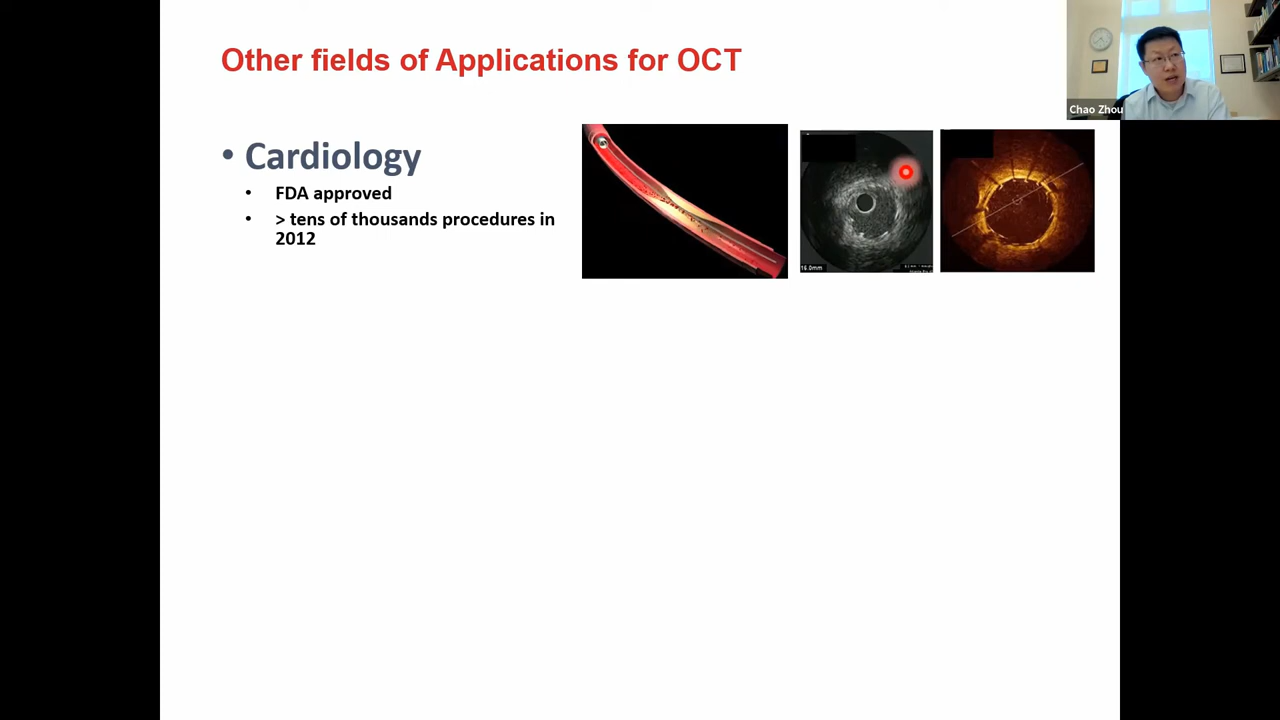 Other fields of Applications for OCT
Chao Zhou
• Cardiology
• FDA approved
• > tens of thousands procedures in
2012
16.0mm